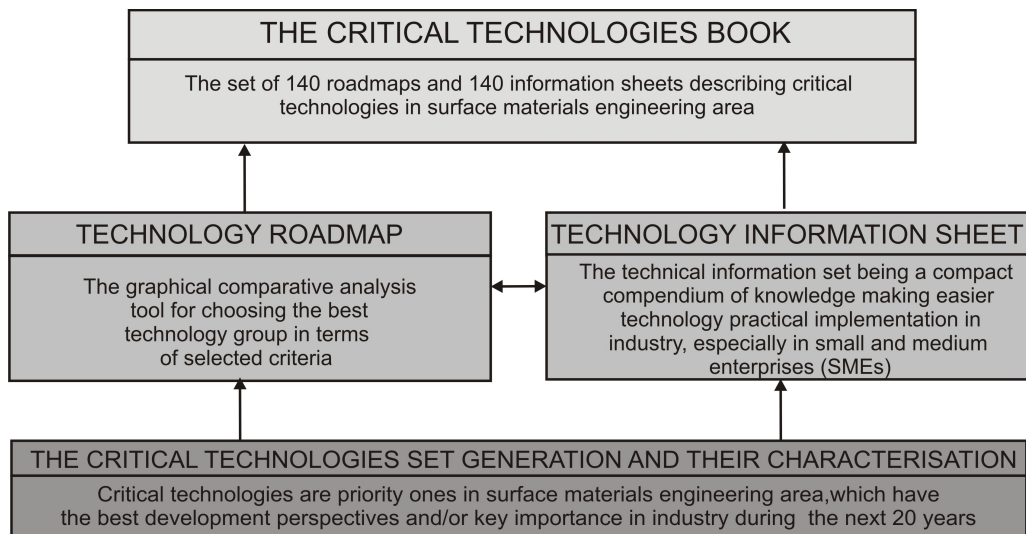 THE CRITICAL TECHNOLOGIES BOOK
The set of 140 roadmaps and 140 information sheets describing critical
technologies in surface materials engineering area
TECHNOLOGY ROADMAP
The graphical comparative analysis
tool for choosing the best
technology group in terms
of selected criteria
TECHNOLOGY INFORMATION SHEET
The technical information set being a compact
compendium of knowledge making easier
technology practical implementation in
industry, especially in small and medium
enterprises (SMEs)
THE CRITICAL TECHNOLOGIES SET GENERATION AND THEIR CHARACTERISATION
Critical technologies are priority ones in surface materials engineering area,which have
the best development perspectives and/or key importance in industry during the next 20 years